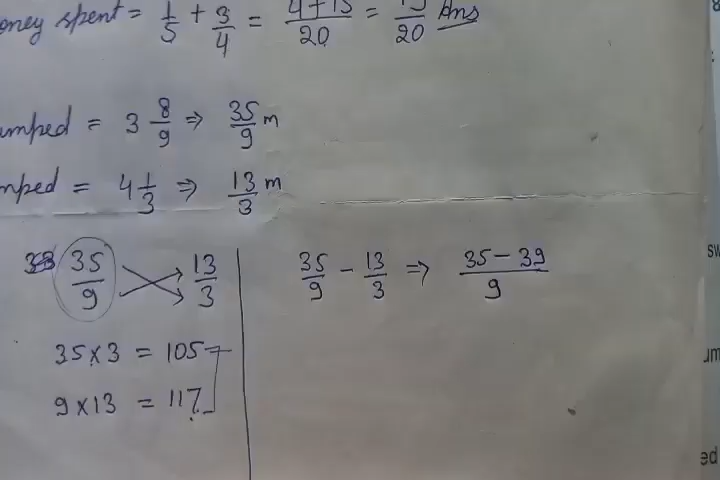 oney spent = 1/5 + 3/4 = 4+15/20 = 19/20 Ans
umped = 3 8/9 ⇒ 35/9 m
mped = 4 1/3 ⇒ 13/3 m
35/9 13/3
35/9 - 13/3 ⇒ 35-39/9
35×3 = 105
9×13 = 117